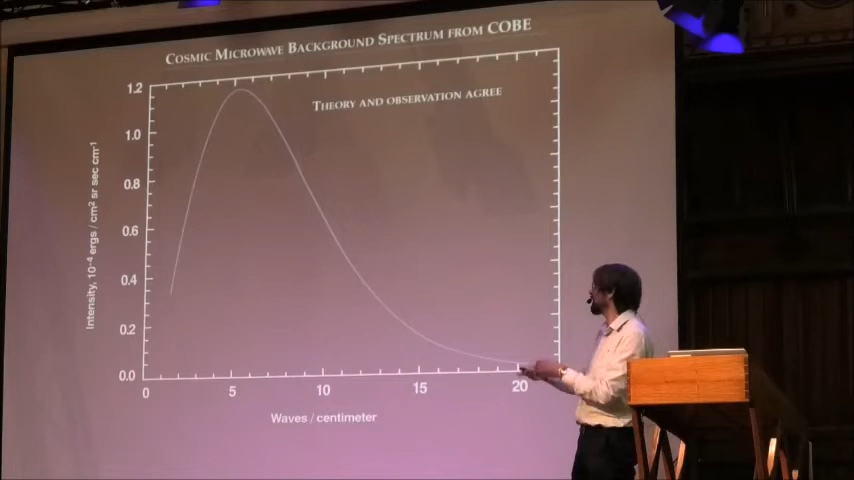 COSMIC MICROWAVE BACKGROUND SPECTRUM FROM COBE
THEORY AND OBSERVATION AGREE
1.2
1.0
0.8
0.6
0.4
0.2
0.0
Intensity, 10⁻⁴ ergs / cm² sr sec cm⁻¹
0 5 10 15 20
Waves / centimeter